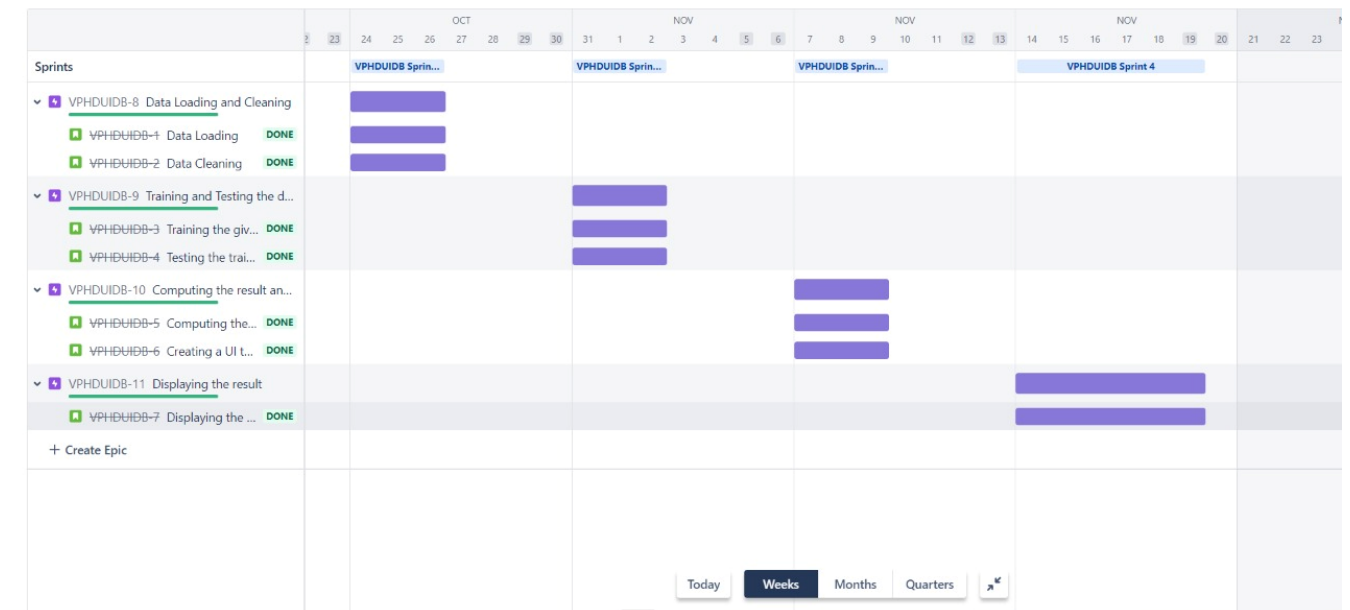 OCT NOV NOV NOV
23 24 25 26 27 28 29 30 31 1 2 3 4 5 6 7 8 9 10 11 12 13 14 15 16 17 18 19 20 21 22 23
Sprints VPHDUIDB Sprin... VPHDUIDB Sprin... VPHDUIDB Sprin... VPHDUIDB Sprint 4
VPHDUIDB-8 Data Loading and Cleaning
VPHDUIDB-1 Data Loading DONE
VPHDUIDB-2 Data Cleaning DONE
VPHDUIDB-9 Training and Testing the d...
VPHDUIDB-3 Training the giv... DONE
VPHDUIDB-4 Testing the trai... DONE
VPHDUIDB-10 Computing the result an...
VPHDUIDB-5 Computing the... DONE
VPHDUIDB-6 Creating a UI t... DONE
VPHDUIDB-11 Displaying the result
VPHDUIDB-7 Displaying the ... DONE
+ Create Epic
Today Weeks Months Quarters